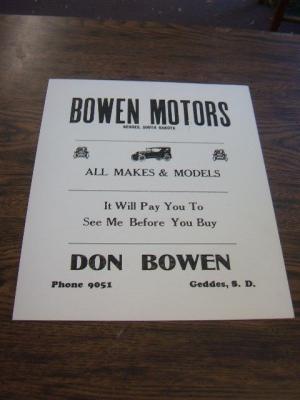 BOWEN MOTORS
GEDDES, SOUTH DAKOTA
ALL MAKES & MODELS
It Will Pay You To
See Me Before You Buy
DON BOWEN
Phone 9051 Geddes, S. D.